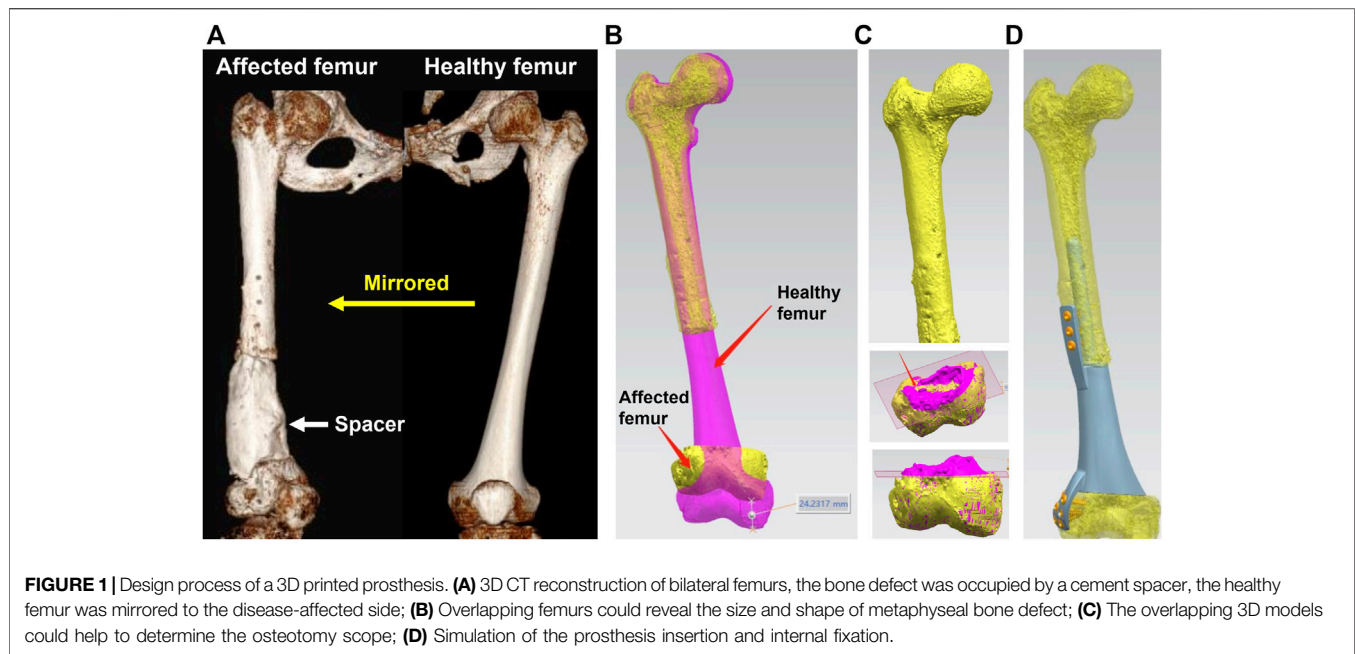 A
B
C
D
Affected femur
Healthy femur
Mirrored
Spacer
Healthy
femur
Affected
femur
24.2317 mm
FIGURE 1 | Design process of a 3D printed prosthesis. (A) 3D CT reconstruction of bilateral femurs, the bone defect was occupied by a cement spacer, the healthy
femur was mirrored to the disease-affected side; (B) Overlapping femurs could reveal the size and shape of metaphyseal bone defect; (C) The overlapping 3D models
could help to determine the osteotomy scope; (D) Simulation of the prosthesis insertion and internal fixation.